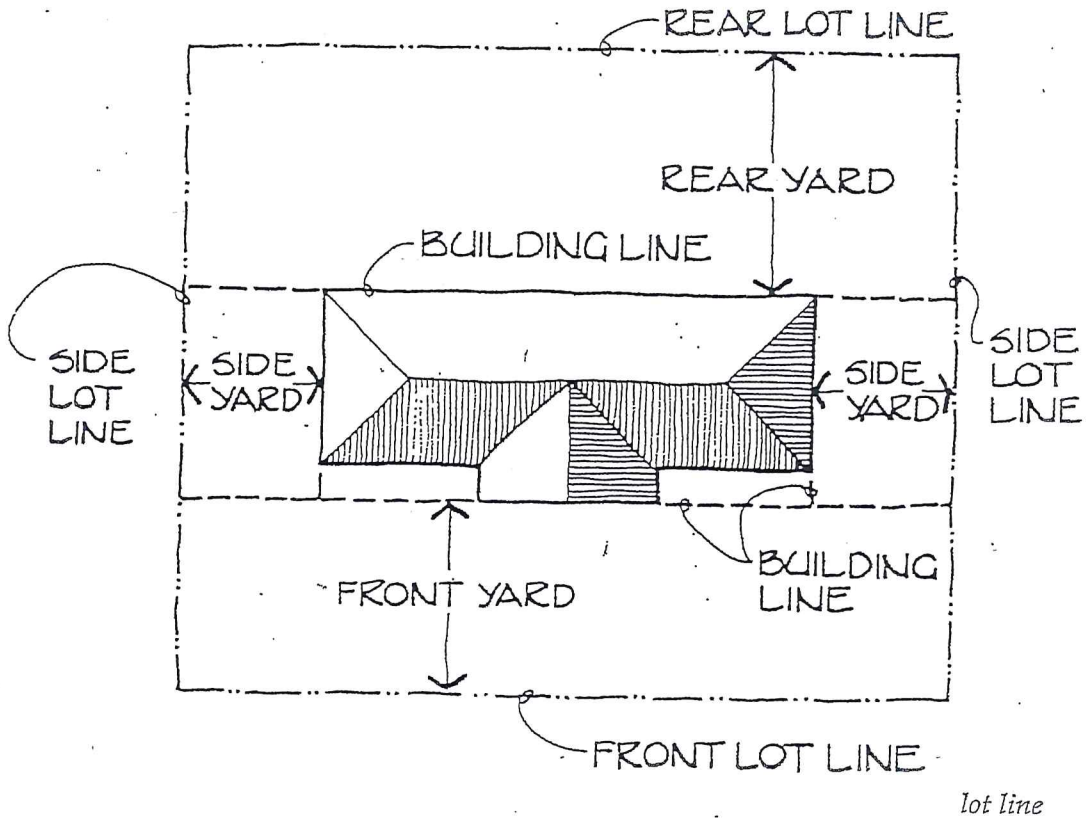 REAR LOT LINE
REAR YARD
BUILDING LINE
SIDE
LOT
LINE
SIDE
YARD
SIDE
YARD
SIDE
LOT
LINE
BUILDING
LINE
FRONT YARD
FRONT LOT LINE
lot line